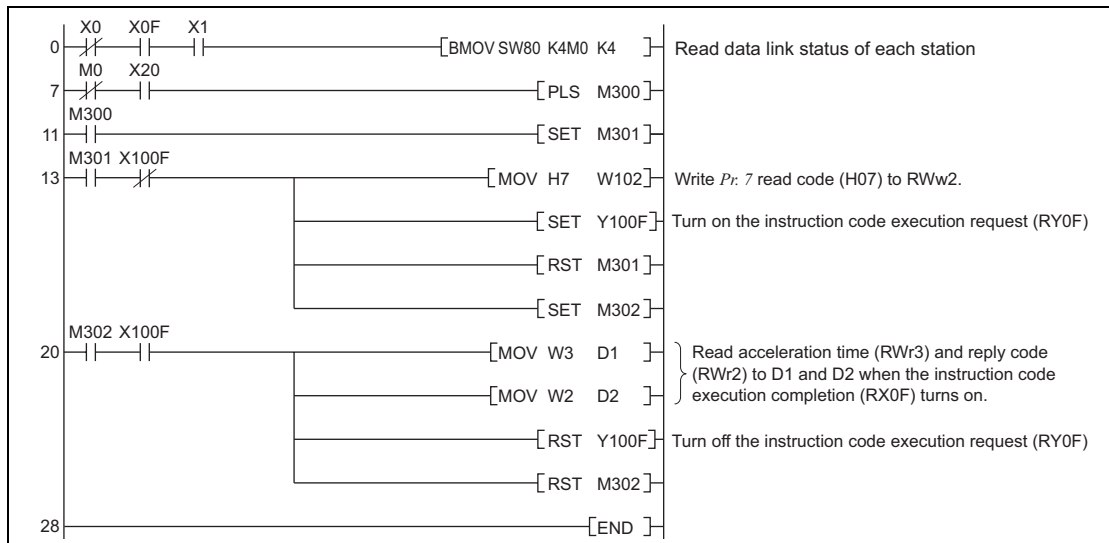 X0 X0F X1
0 BMOV SW80 K4M0 K4 Read data link status of each station
M0 X20
7 PLS M300
M300
11 SET M301
M301 X100F
13 MOV H7 W102 Write Pr. 7 read code (H07) to RWw2.
SET Y100F Turn on the instruction code execution request (RY0F)
RST M301
SET M302
M302 X100F
20 MOV W3 D1 Read acceleration time (RWr3) and reply code
(RWr2) to D1 and D2 when the instruction code
MOV W2 D2 execution completion (RX0F) turns on.
RST Y100F Turn off the instruction code execution request (RY0F)
RST M302
28 END